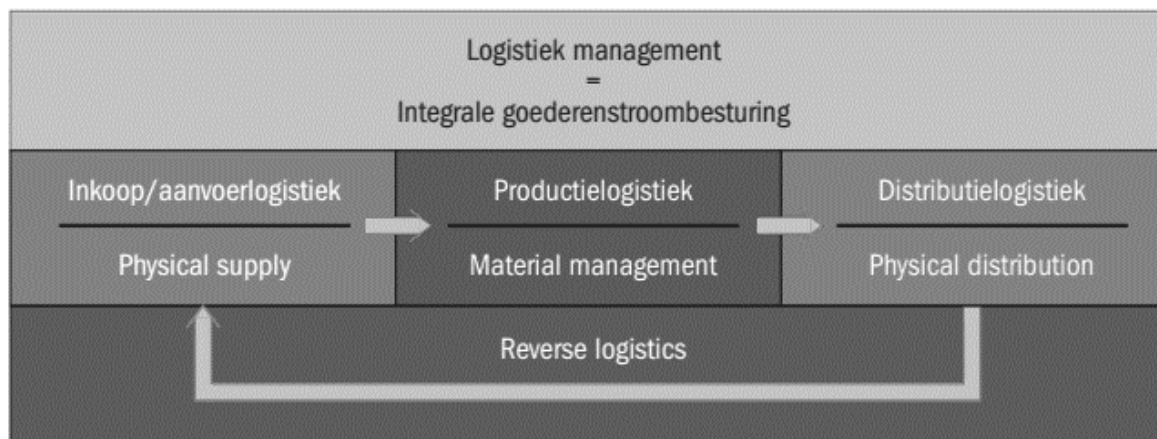 Logistiek management
=
Integrale goederenstroombesturing
Inkoop/aanvoerlogistiek
Physical supply
Productielogistiek
Material management
Distributielogistiek
Physical distribution
Reverse logistics